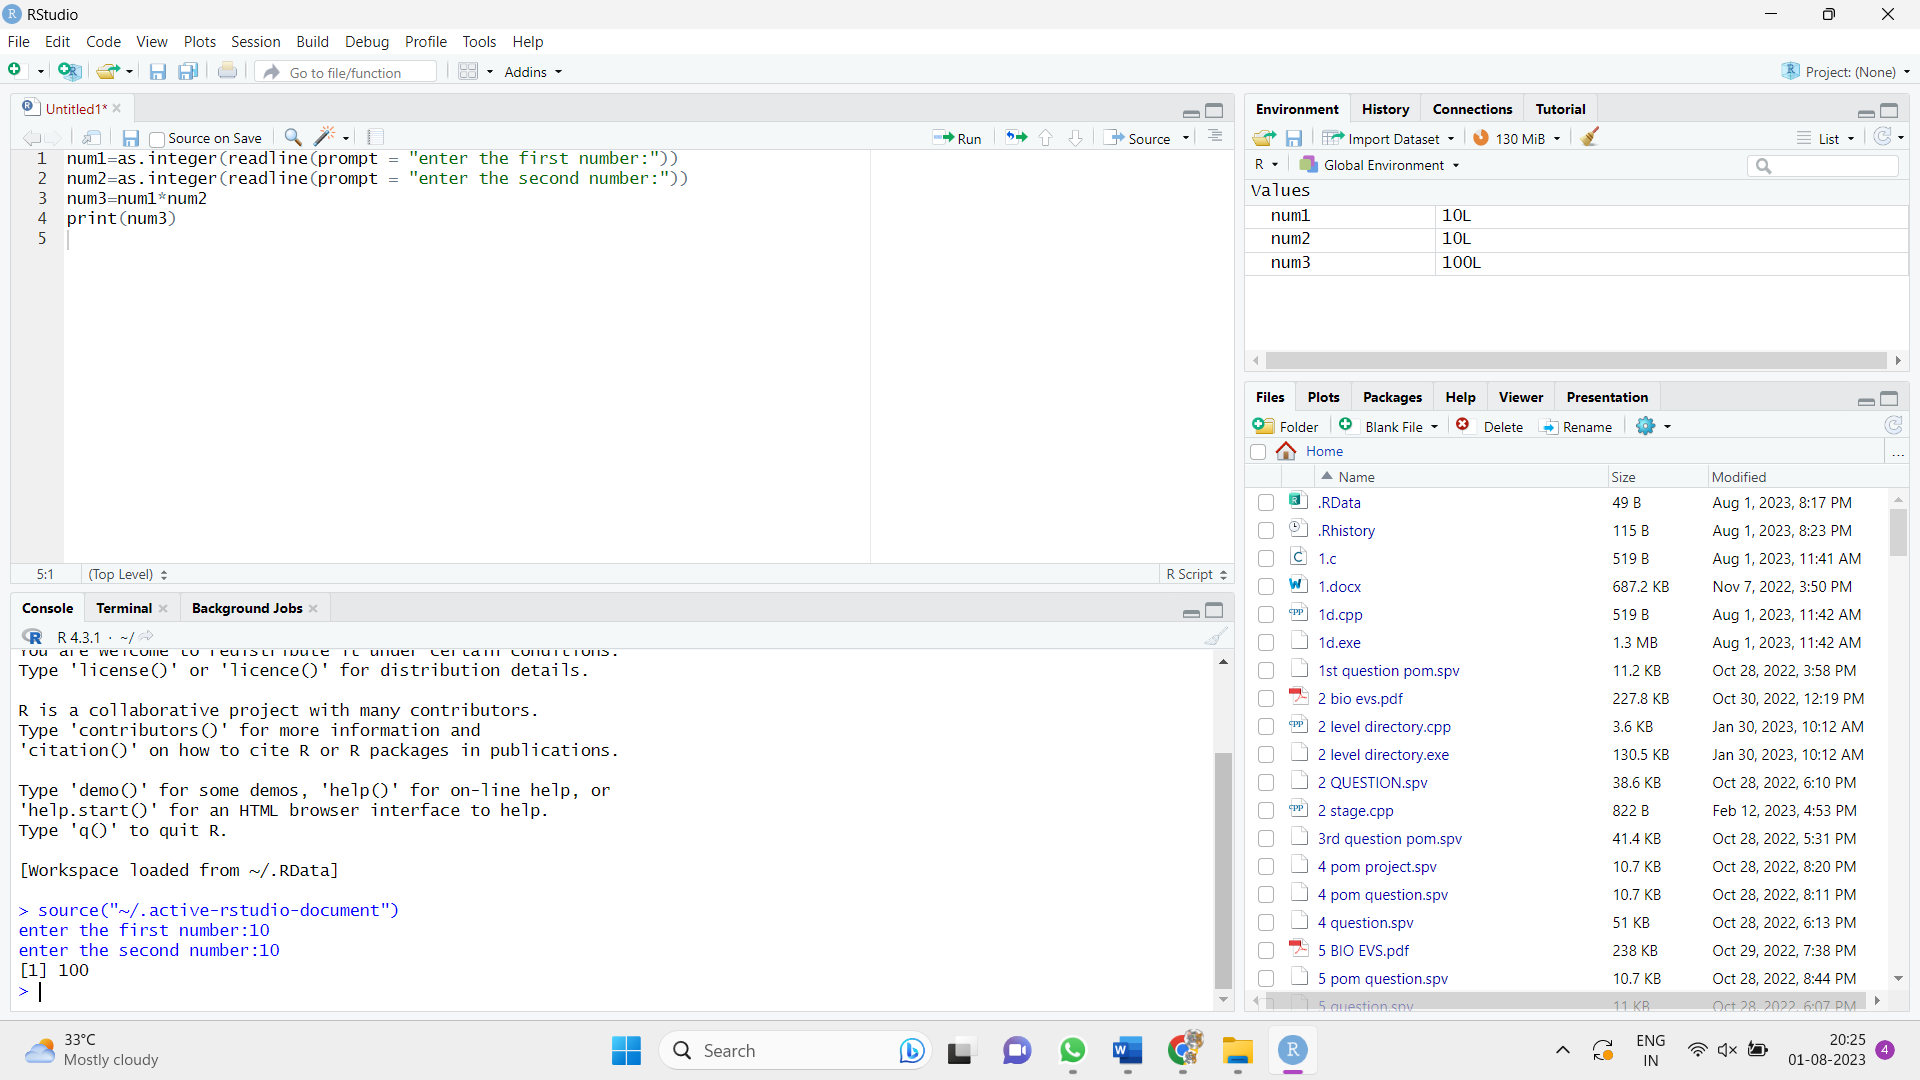 RStudio
File Edit Code View Plots Session Build Debug Profile Tools Help
Go to file/function Addins Project: (None)
Untitled1*
Source on Save Run Source
1 num1=as.integer(readline(prompt = "enter the first number:"))
2 num2=as.integer(readline(prompt = "enter the second number:"))
3 num3=num1*num2
4 print(num3)
5
5:1 (Top Level) R Script
Console Terminal Background Jobs
R 4.3.1 · ~/
You are welcome to redistribute it under certain conditions.
Type 'license()' or 'licence()' for distribution details.
R is a collaborative project with many contributors.
Type 'contributors()' for more information and
'citation()' on how to cite R or R packages in publications.
Type 'demo()' for some demos, 'help()' for on-line help, or
'help.start()' for an HTML browser interface to help.
Type 'q()' to quit R.
[Workspace loaded from ~/.RData]
> source("~/.active-rstudio-document")
enter the first number:10
enter the second number:10
[1] 100
>
Environment History Connections Tutorial
Import Dataset 130 MiB List
R Global Environment
Values
num1 10L
num2 10L
num3 100L
Files Plots Packages Help Viewer Presentation
Folder Blank File Delete Rename
Home ...
Name Size Modified
.RData 49 B Aug 1, 2023, 8:17 PM
.Rhistory 115 B Aug 1, 2023, 8:23 PM
1.c 519 B Aug 1, 2023, 11:41 AM
1.docx 687.2 KB Nov 7, 2022, 3:50 PM
1d.cpp 519 B Aug 1, 2023, 11:42 AM
1d.exe 1.3 MB Aug 1, 2023, 11:42 AM
1st question pom.spv 11.2 KB Oct 28, 2022, 3:58 PM
2 bio evs.pdf 227.8 KB Oct 30, 2022, 12:19 PM
2 level directory.cpp 3.6 KB Jan 30, 2023, 10:12 AM
2 level directory.exe 130.5 KB Jan 30, 2023, 10:12 AM
2 QUESTION.spv 38.6 KB Oct 28, 2022, 6:10 PM
2 stage.cpp 822 B Feb 12, 2023, 4:53 PM
3rd question pom.spv 41.4 KB Oct 28, 2022, 5:31 PM
4 pom project.spv 10.7 KB Oct 28, 2022, 8:20 PM
4 pom question.spv 10.7 KB Oct 28, 2022, 8:11 PM
4 question.spv 51 KB Oct 28, 2022, 6:13 PM
5 BIO EVS.pdf 238 KB Oct 29, 2022, 7:38 PM
5 pom question.spv 10.7 KB Oct 28, 2022, 8:44 PM
5 question.spv 11 KB Oct 28, 2022, 6:07 PM
33°C
Mostly cloudy
Search
ENG
IN
20:25
01-08-2023
4